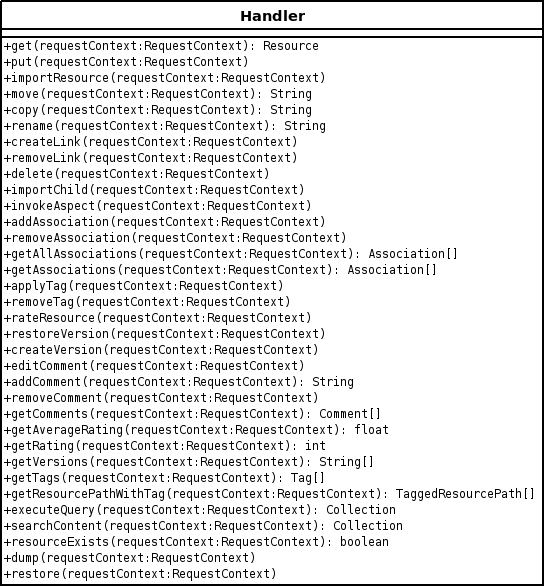 Handler
+get(requestContext:RequestContext): Resource
+put(requestContext:RequestContext)
+importResource(requestContext:RequestContext)
+move(requestContext:RequestContext): String
+copy(requestContext:RequestContext): String
+rename(requestContext:RequestContext): String
+createLink(requestContext:RequestContext)
+removeLink(requestContext:RequestContext)
+delete(requestContext:RequestContext)
+importChild(requestContext:RequestContext)
+invokeAspect(requestContext:RequestContext)
+addAssociation(requestContext:RequestContext)
+removeAssociation(requestContext:RequestContext)
+getAllAssociations(requestContext:RequestContext): Association[]
+getAssociations(requestContext:RequestContext): Association[]
+applyTag(requestContext:RequestContext)
+removeTag(requestContext:RequestContext)
+rateResource(requestContext:RequestContext)
+restoreVersion(requestContext:RequestContext)
+createVersion(requestContext:RequestContext)
+editComment(requestContext:RequestContext)
+addComment(requestContext:RequestContext): String
+removeComment(requestContext:RequestContext)
+getComments(requestContext:RequestContext): Comment[]
+getAverageRating(requestContext:RequestContext): float
+getRating(requestContext:RequestContext): int
+getVersions(requestContext:RequestContext): String[]
+getTags(requestContext:RequestContext): Tag[]
+getResourcePathWithTag(requestContext:RequestContext): TaggedResourcePath[]
+executeQuery(requestContext:RequestContext): Collection
+searchContent(requestContext:RequestContext): Collection
+resourceExists(requestContext:RequestContext): boolean
+dump(requestContext:RequestContext)
+restore(requestContext:RequestContext)